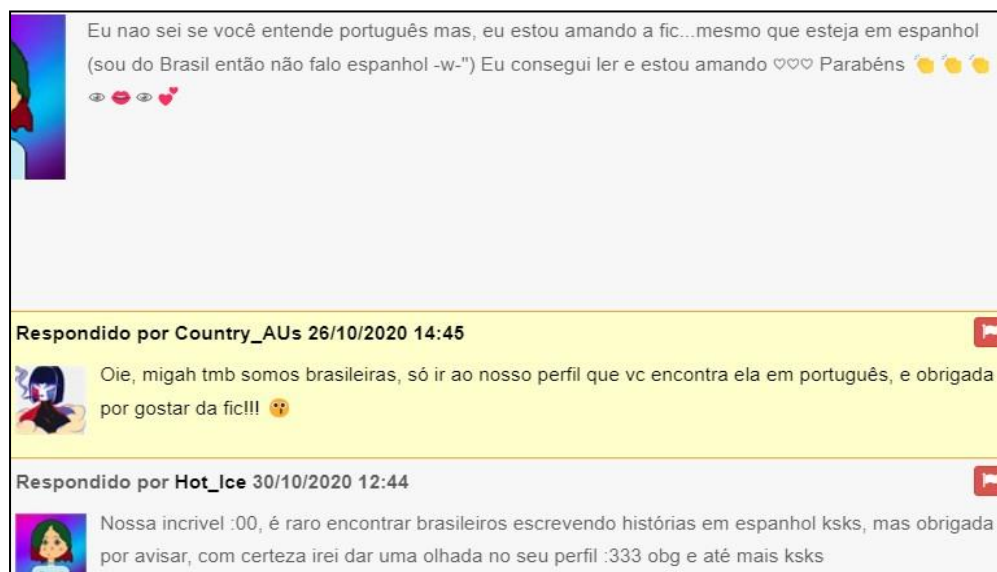 Eu nao sei se você entende português mas, eu estou amando a fic...mesmo que esteja em espanhol
(sou do Brasil então não falo espanhol -w-") Eu consegui ler e estou amando ♡♡♡ Parabéns 👏 👏 👏
👁 👄 👁 💕
Respondido por Country_AUs 26/10/2020 14:45
Oie, migah tmb somos brasileiras, só ir ao nosso perfil que vc encontra ela em português, e obrigada
por gostar da fic!!! 😗
Respondido por Hot_Ice 30/10/2020 12:44
Nossa incrivel :00, é raro encontrar brasileiros escrevendo histórias em espanhol ksks, mas obrigada
por avisar, com certeza irei dar uma olhada no seu perfil :333 obg e até mais ksks